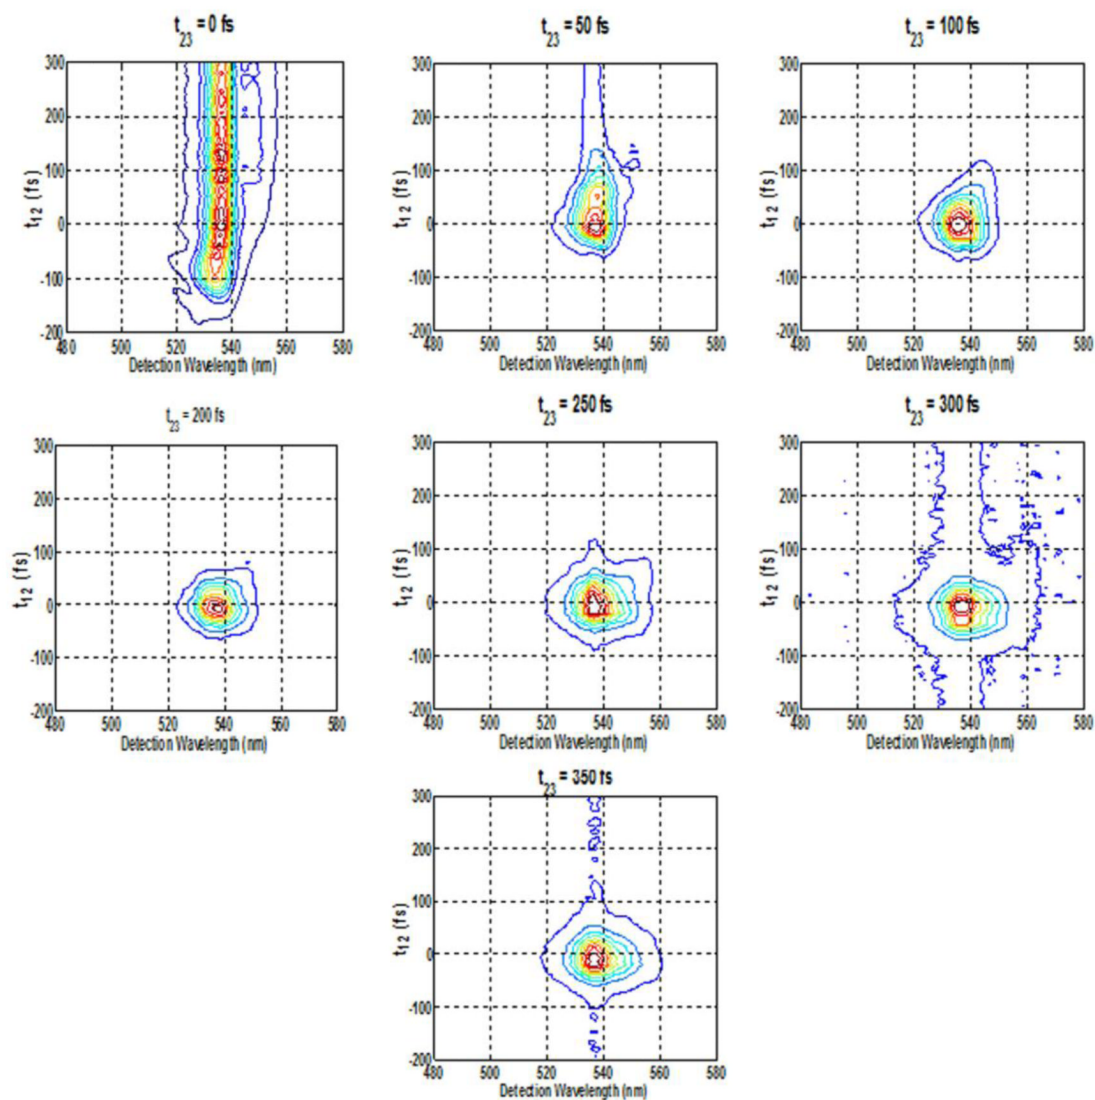 t23 = 0 fs
t23 = 50 fs
t23 = 100 fs
300
200
100
0
-100
-200
t12 (fs)
480 500 520 540 560 580
Detection Wavelength (nm)
300
200
100
0
-100
-200
t12 (fs)
480 500 520 540 560 580
Detection Wavelength (nm)
300
200
100
0
-100
-200
t12 (fs)
480 500 520 540 560 580
Detection Wavelength (nm)
t23 = 200 fs
t23 = 250 fs
t23 = 300 fs
300
200
100
0
-100
-200
t12 (fs)
480 500 520 540 560 580
Detection Wavelength (nm)
300
200
100
0
-100
-200
t12 (fs)
480 500 520 540 560 580
Detection Wavelength (nm)
300
200
100
0
-100
-200
t12 (fs)
480 500 520 540 560 580
Detection Wavelength (nm)
t23 = 350 fs
300
200
100
0
-100
-200
t12 (fs)
480 500 520 540 560 580
Detection Wavelength (nm)